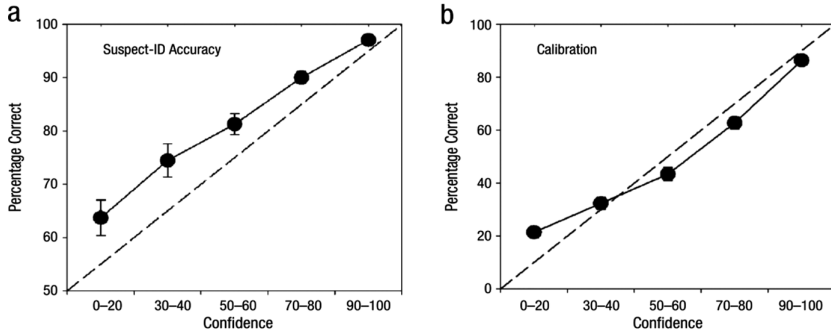 a
Suspect-ID Accuracy
Percentage Correct
100
90
80
70
60
50
0–20 30–40 50–60 70–80 90–100
Confidence
b
Calibration
Percentage Correct
100
80
60
40
20
0
0–20 30–40 50–60 70–80 90–100
Confidence